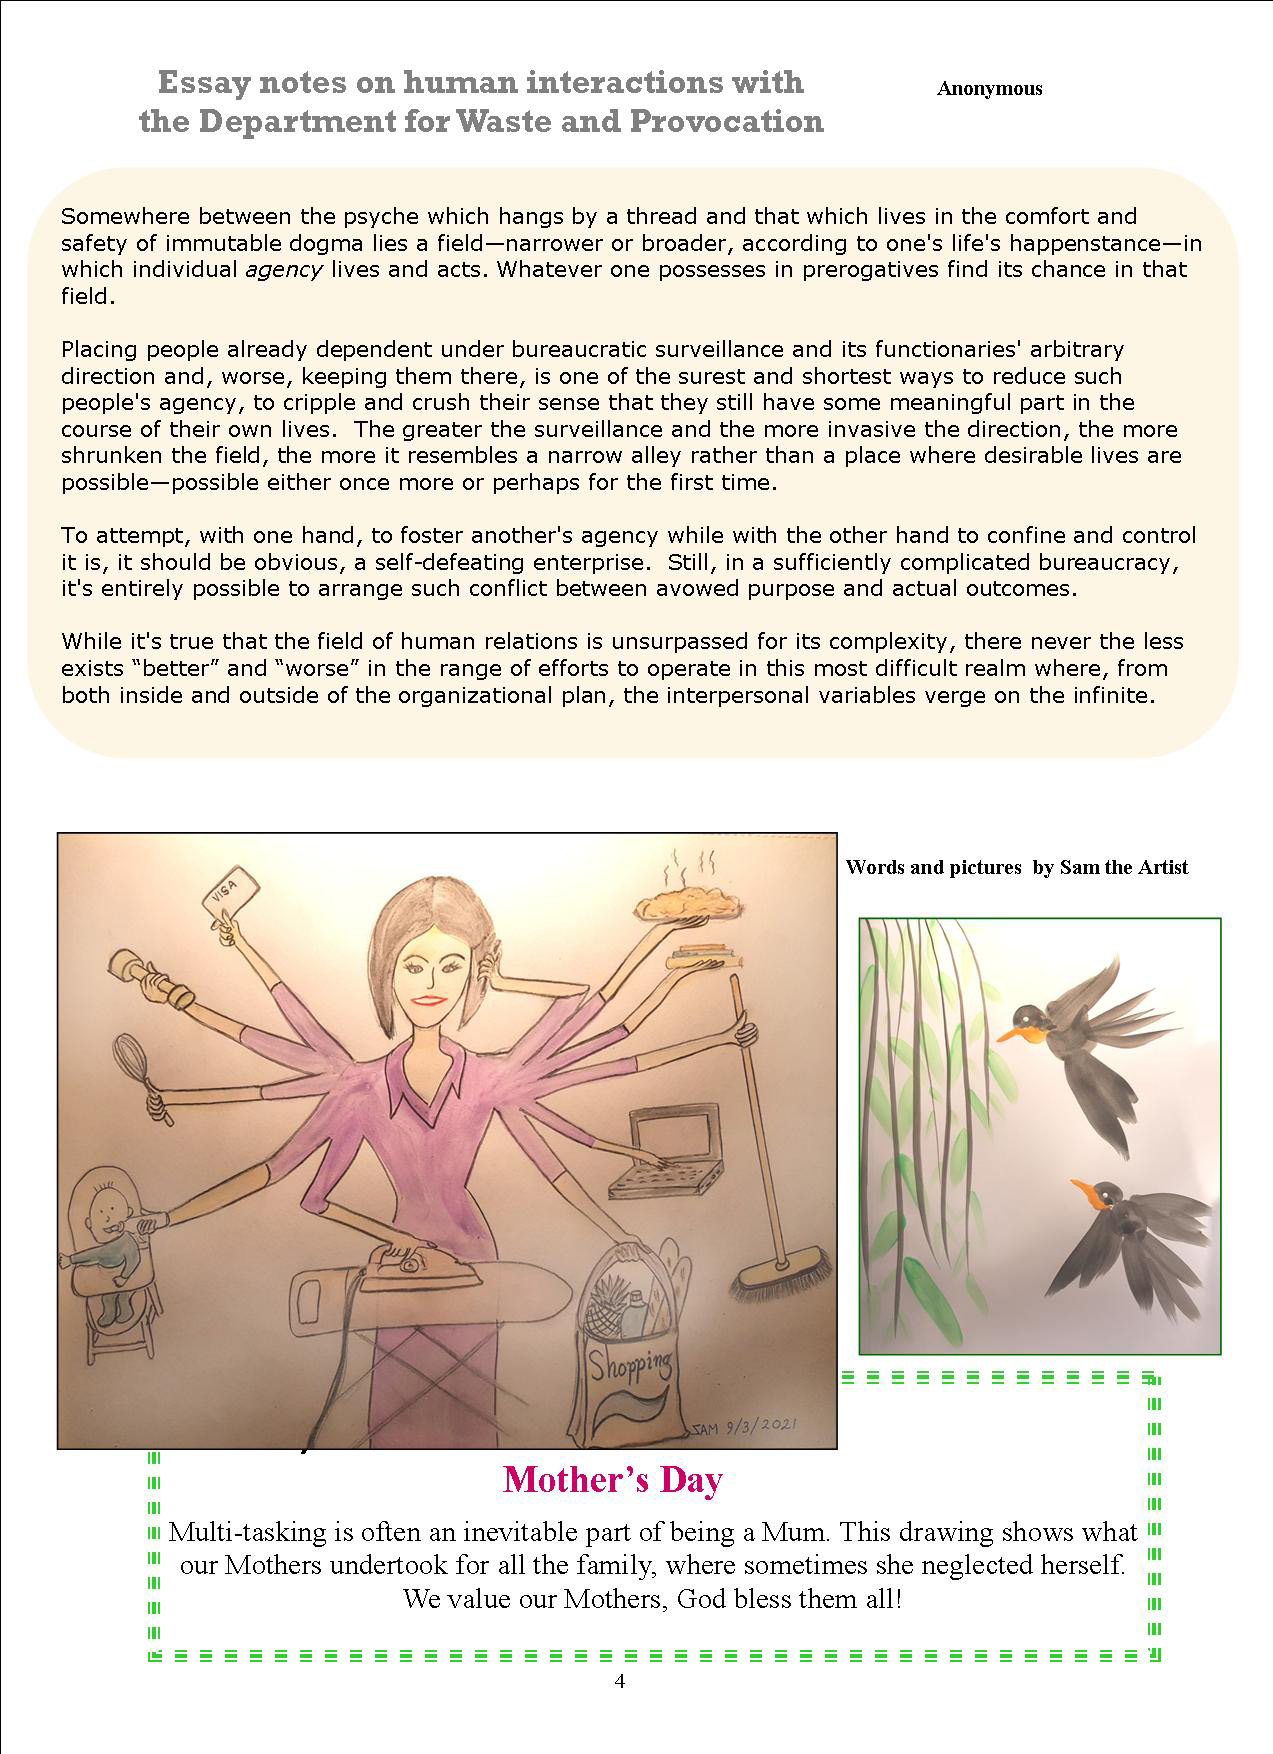 Essay notes on human interactions with
the Department for Waste and Provocation
Anonymous
Somewhere between the psyche which hangs by a thread and that which lives in the comfort and
safety of immutable dogma lies a field—narrower or broader, according to one's life's happenstance—in
which individual agency lives and acts. Whatever one possesses in prerogatives find its chance in that
field.
Placing people already dependent under bureaucratic surveillance and its functionaries' arbitrary
direction and, worse, keeping them there, is one of the surest and shortest ways to reduce such
people's agency, to cripple and crush their sense that they still have some meaningful part in the
course of their own lives.  The greater the surveillance and the more invasive the direction, the more
shrunken the field, the more it resembles a narrow alley rather than a place where desirable lives are
possible—possible either once more or perhaps for the first time.
To attempt, with one hand, to foster another's agency while with the other hand to confine and control
it is, it should be obvious, a self-defeating enterprise.  Still, in a sufficiently complicated bureaucracy,
it's entirely possible to arrange such conflict between avowed purpose and actual outcomes.
While it's true that the field of human relations is unsurpassed for its complexity, there never the less
exists “better” and “worse” in the range of efforts to operate in this most difficult realm where, from
both inside and outside of the organizational plan, the interpersonal variables verge on the infinite.
Words and pictures  by Sam the Artist
VISA
Shopping
SAM 9/3/2021
Mother’s Day
Multi-tasking is often an inevitable part of being a Mum. This drawing shows what
our Mothers undertook for all the family, where sometimes she neglected herself.
We value our Mothers, God bless them all!
4